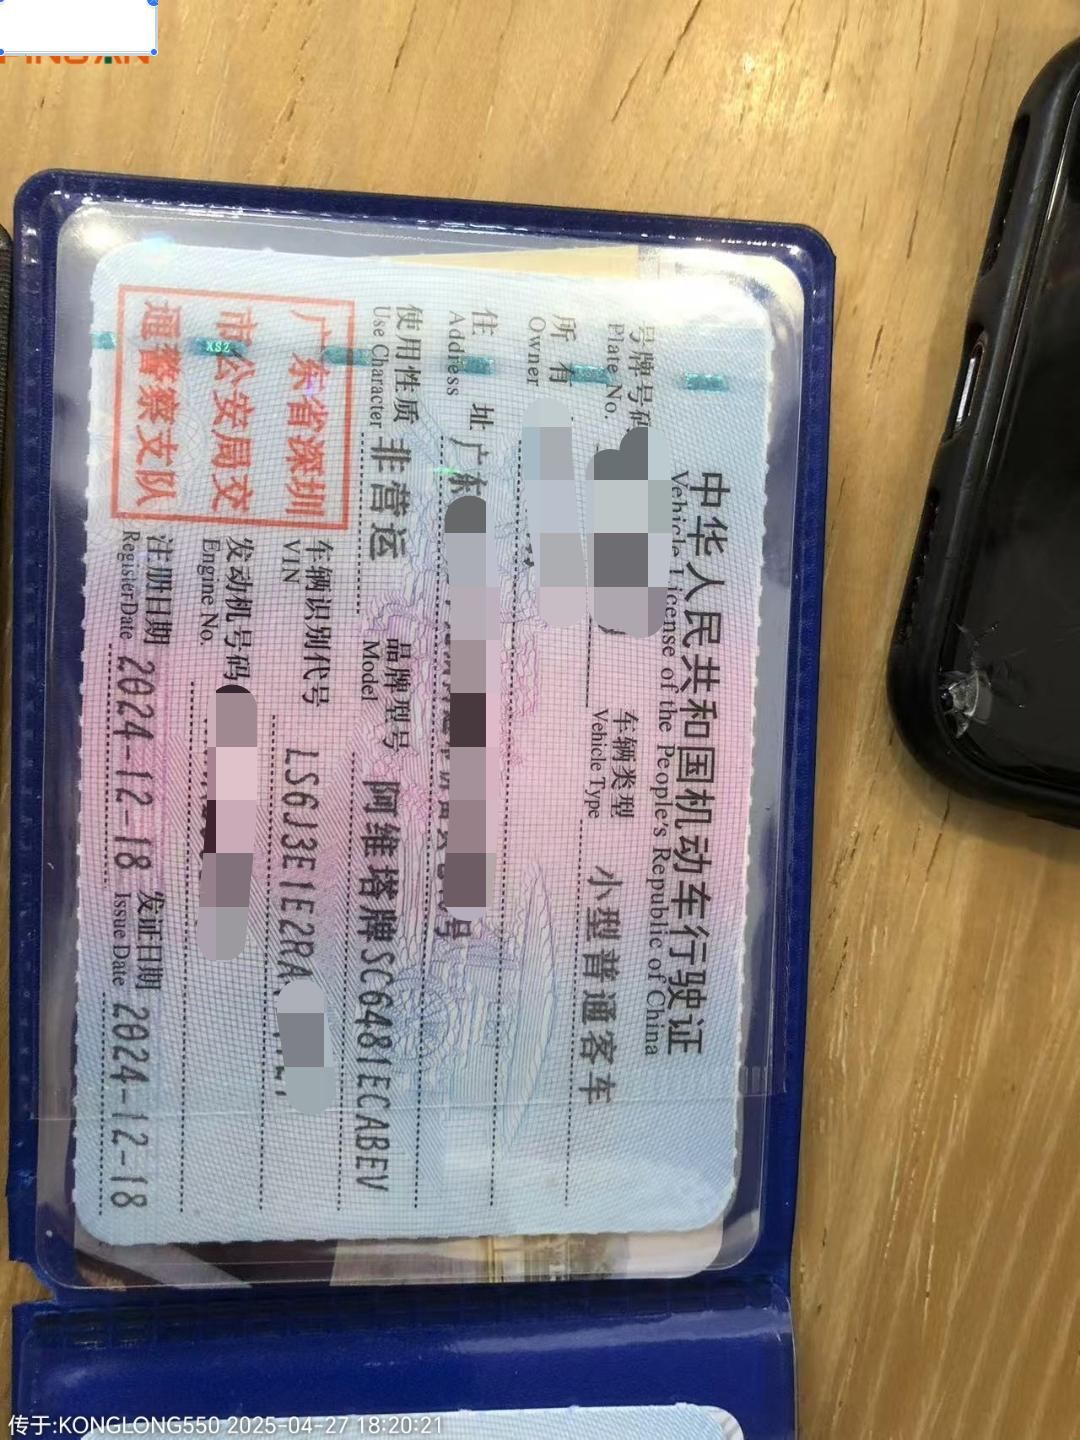 中华人民共和国机动车行驶证
Vehicle License of the People's Republic of China
号牌号码
Plate No.
车辆类型 小型普通客车
Vehicle Type
所有
Owner
住址 广东
号
Address
使用性质 非营运
Use Character
品牌型号 阿维塔牌SC6481ECABEV
Model
广东省深圳
市公安局交
通警察支队
XSZ
车辆识别代号 LS6J3E1E2RA
VIN
发动机号码
Engine No.
注册日期 2024-12-18
Register Date
发证日期 2024-12-18
Issue Date
传于:KONGLONG550 2025-04-27 18:20:21